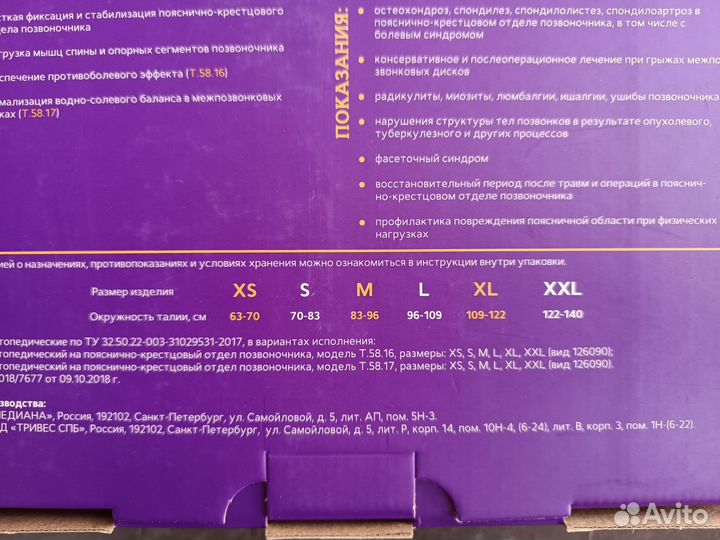 ткая фиксация и стабилизация пояснично-крестцового
дела позвоночника
грузка мышц спины и опорных сегментов позвоночника
спечение противоболевого эффекта (Т.58.16)
мализация водно-солевого баланса в межпозвонковых
ках (Т.58.17)
ПОКАЗАНИЯ:
остеохондроз, спондилез, спондилолистез, спондилоартроз в
пояснично-крестцовом отделе позвоночника, в том числе с
болевым синдромом
консервативное и послеоперационное лечение при грыжах межпо
звонковых дисков
радикулиты, миозиты, люмбалгии, ишалгии, ушибы позвоночника
нарушения структуры тел позвонков в результате опухолевого,
туберкулезного и других процессов
фасеточный синдром
восстановительный период после травм и операций в пояснич-
но-крестцовом отделе позвоночника
профилактика повреждения поясничной области при физических
нагрузках
ией о назначениях, противопоказаниях и условиях хранения можно ознакомиться в инструкции внутри упаковки.
Размер изделия XS S M L XL XXL
Окружность талии, см 63-70 70-83 83-96 96-109 109-122 122-140
топедические по ТУ 32.50.22-003-31029531-2017, в вариантах исполнения:
топедический на пояснично-крестцовый отдел позвоночника, модель Т.58.16, размеры: XS, S, M, L, XL, XXL (вид 126090);
топедический на пояснично-крестцовый отдел позвоночника, модель Т.58.17, размеры: XS, S, M, L, XL, XXL (вид 126090).
018/7677 от 09.10.2018 г.
изводства:
МЕДИАНА», Россия, 192102, Санкт-Петербург, ул. Самойловой, д. 5, лит. АП, пом. 5Н-3.
Д «ТРИВЕС СПБ», Россия, 192102, Санкт-Петербург, ул. Самойловой, д. 5, лит. Р, корп. 14, пом. 10Н-4, (6-24), лит. В, корп. 3, пом. 1Н-(6-22).
Avito